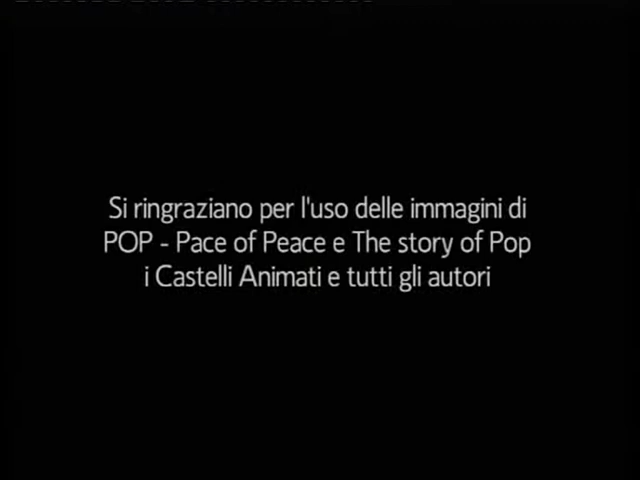 Si ringraziano per l'uso delle immagini di
POP - Pace of Peace e The story of Pop
i Castelli Animati e tutti gli autori